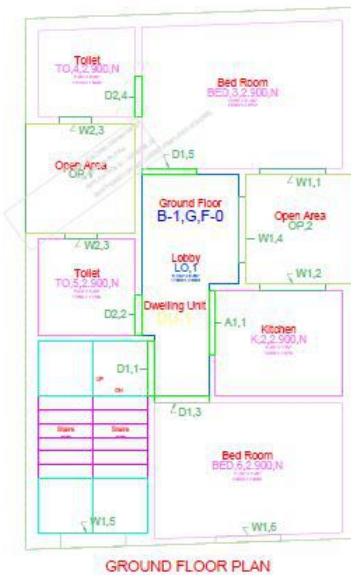 Toilet
TO,4,2.900,N
Bed Room
BED,3,2.900,N
D2,4
W2,3
D1,5
W1,1
Open Area
OP,1
Ground Floor
B-1,G,F-0
Open Area
OP,2
W2,3
W1,4
Lobby
LO,1
W1,2
Toilet
TO,5,2.900,N
Dwelling Unit
D2,2
A1,1
Kitchen
K,2,2.900,N
D1,1
UP
DN
D1,3
Stairs
Stairs
Bed Room
BED,6,2.900,N
W1,5
W1,6
GROUND FLOOR PLAN